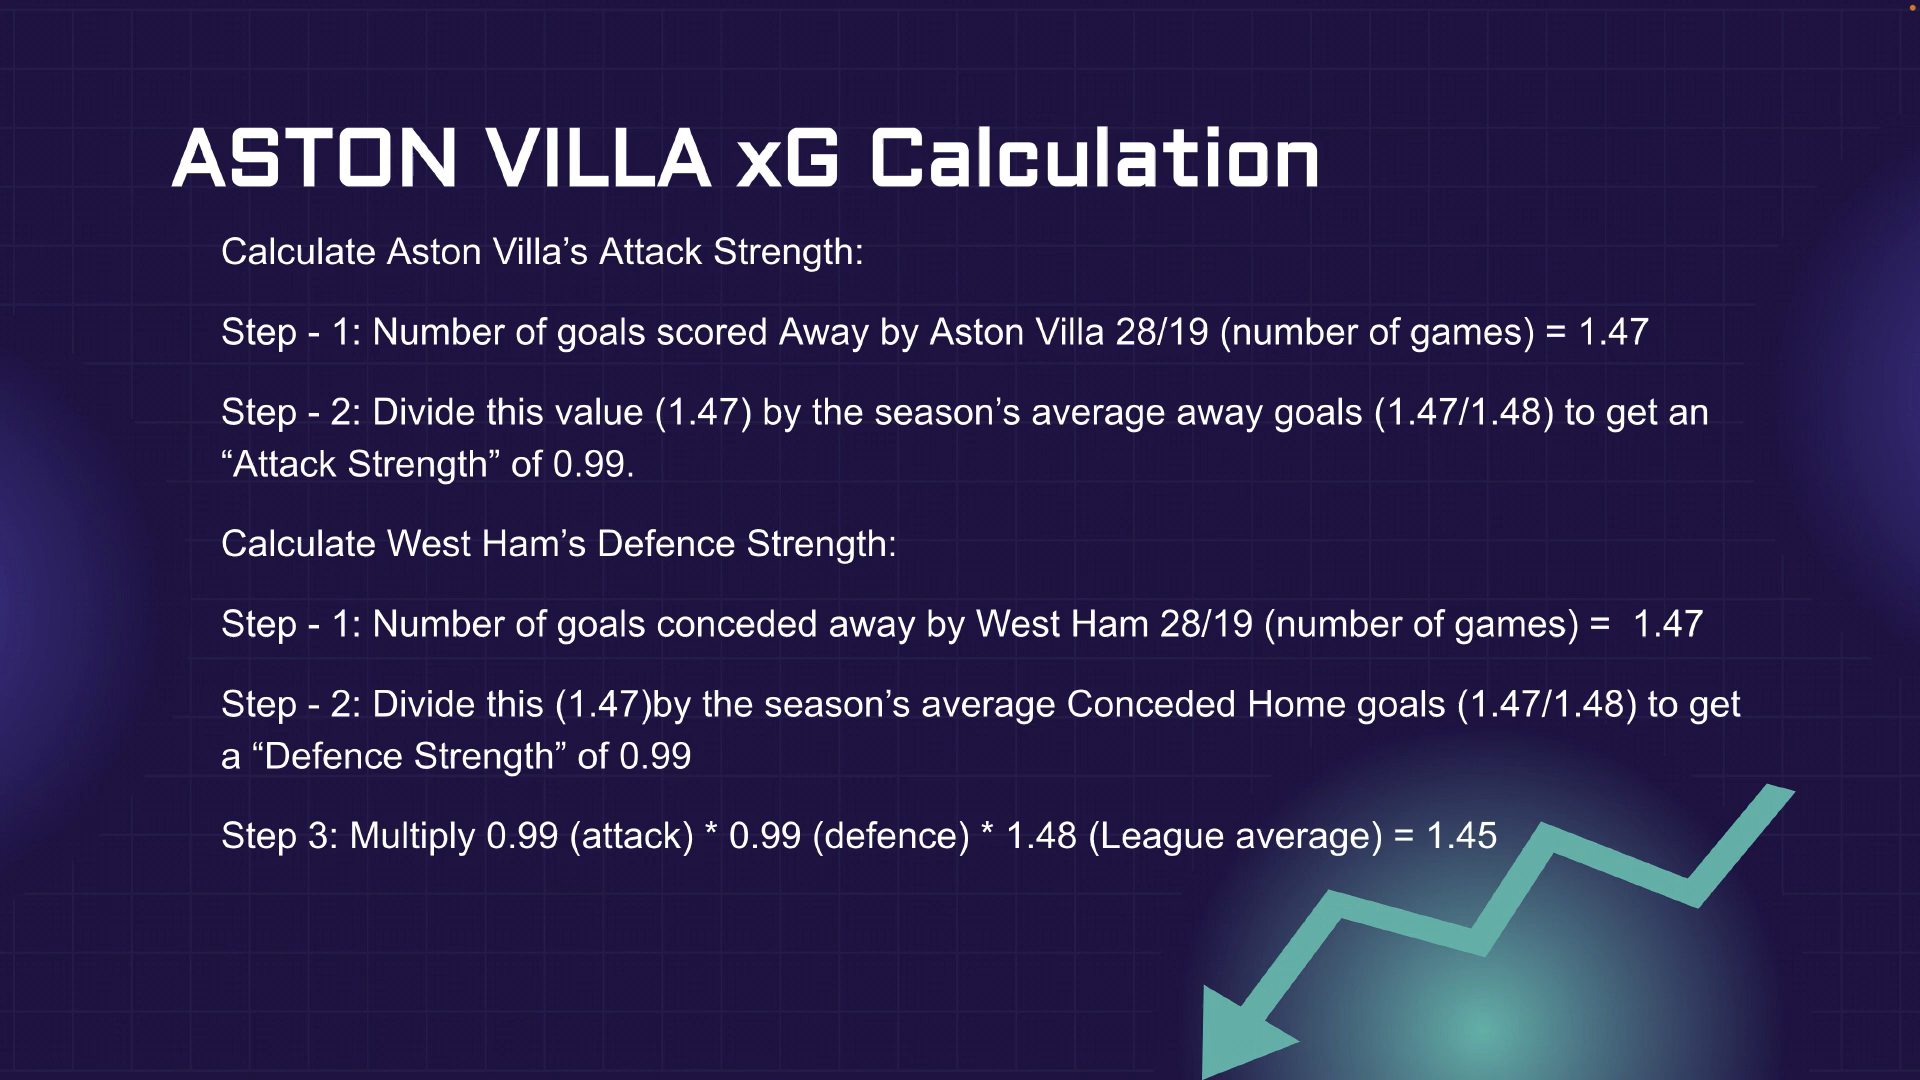 ASTON VILLA xG Calculation
Calculate Aston Villa’s Attack Strength:
Step - 1: Number of goals scored Away by Aston Villa 28/19 (number of games) = 1.47
Step - 2: Divide this value (1.47) by the season’s average away goals (1.47/1.48) to get an
“Attack Strength” of 0.99.
Calculate West Ham’s Defence Strength:
Step - 1: Number of goals conceded away by West Ham 28/19 (number of games) =  1.47
Step - 2: Divide this (1.47)by the season’s average Conceded Home goals (1.47/1.48) to get
a “Defence Strength” of 0.99
Step 3: Multiply 0.99 (attack) * 0.99 (defence) * 1.48 (League average) = 1.45